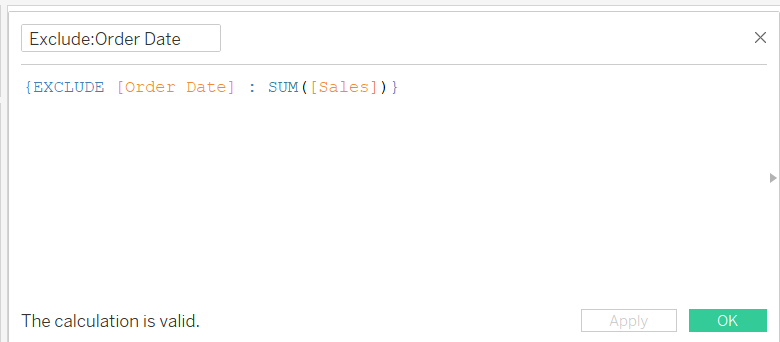 Exclude:Order Date
{EXCLUDE [Order Date] : SUM([Sales])}
The calculation is valid.
Apply
OK